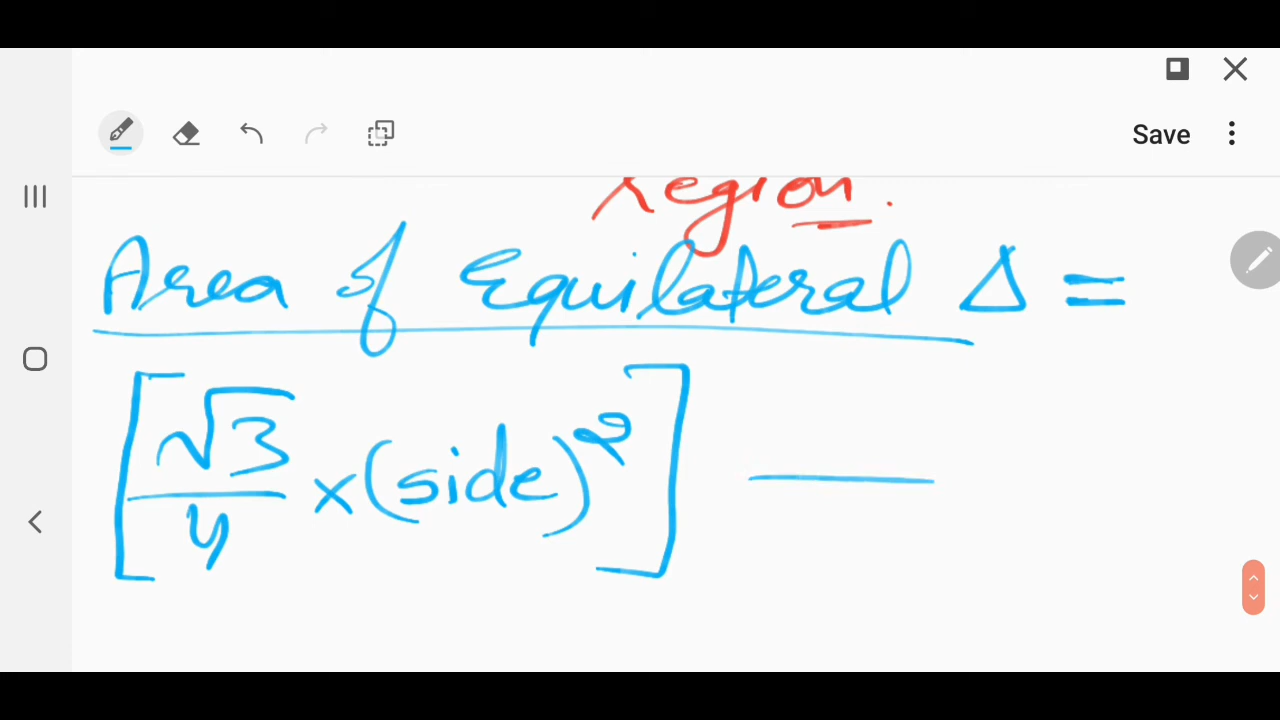 Save
region.
Area of Equilateral Δ =
[√3/4 × (side)²] —